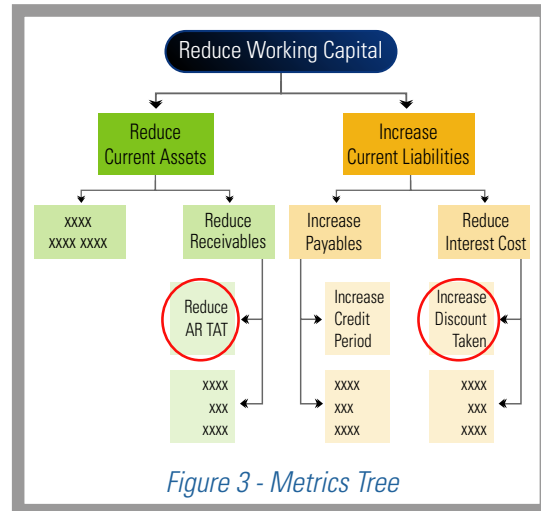 Reduce Working Capital
Reduce
Current Assets
Increase
Current Liabilities
xxxx
xxxx xxxx
Reduce
Receivables
Increase
Payables
Reduce
Interest Cost
Reduce
AR TAT
Increase
Credit
Period
Increase
Discount
Taken
xxxx
xxx
xxxx
xxxx
xxx
xxxx
xxxx
xxx
xxxx
Figure 3 - Metrics Tree